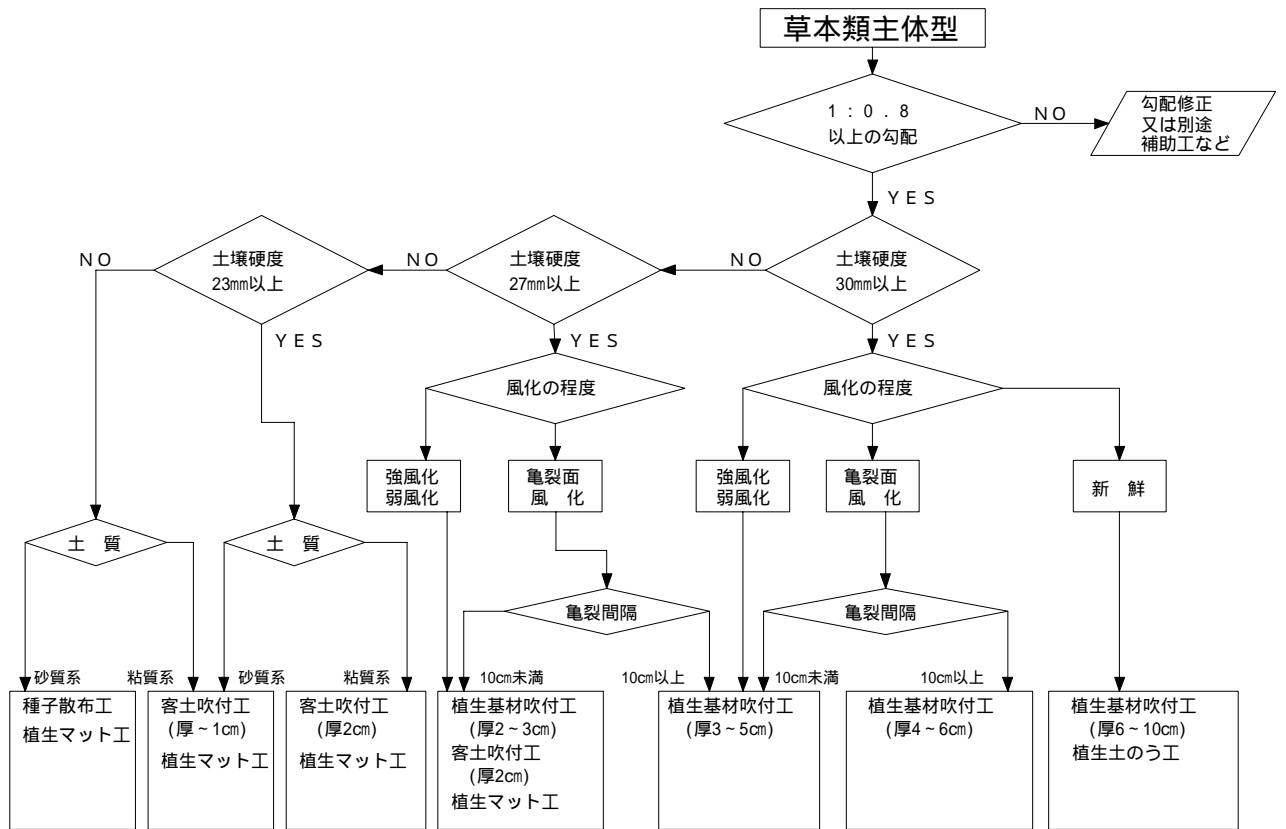 草本類主体型
1：0.8
以上の勾配
NO
勾配修正
又は別途
補助工など
YES
土壌硬度
23㎜以上
土壌硬度
27㎜以上
土壌硬度
30㎜以上
NO
NO
NO
YES
YES
YES
風化の程度
風化の程度
強風化
弱風化
亀裂面
風　化
強風化
弱風化
亀裂面
風　化
新　鮮
土　質
土　質
亀裂間隔
亀裂間隔
砂質系
粘質系
砂質系
粘質系
10㎝未満
10㎝以上
10㎝未満
10㎝以上
種子散布工
植生マット工
客土吹付工
(厚～1㎝)
植生マット工
客土吹付工
(厚2㎝)
植生マット工
植生基材吹付工
(厚2～3㎝)
客土吹付工
(厚2㎝)
植生マット工
植生基材吹付工
(厚3～5㎝)
植生基材吹付工
(厚4～6㎝)
植生基材吹付工
(厚6～10㎝)
植生土のう工